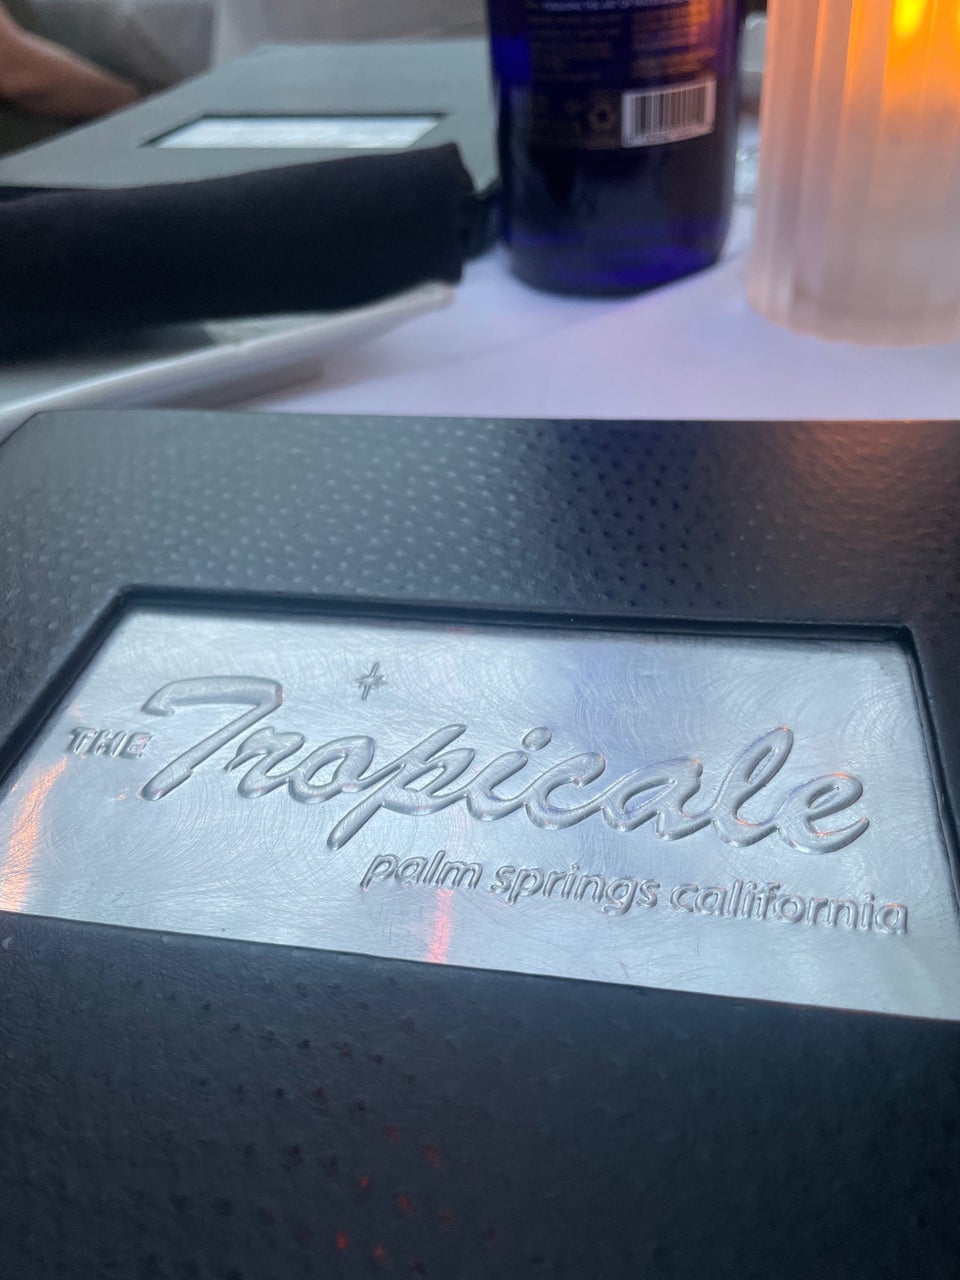 THE Tropicale
palm springs california